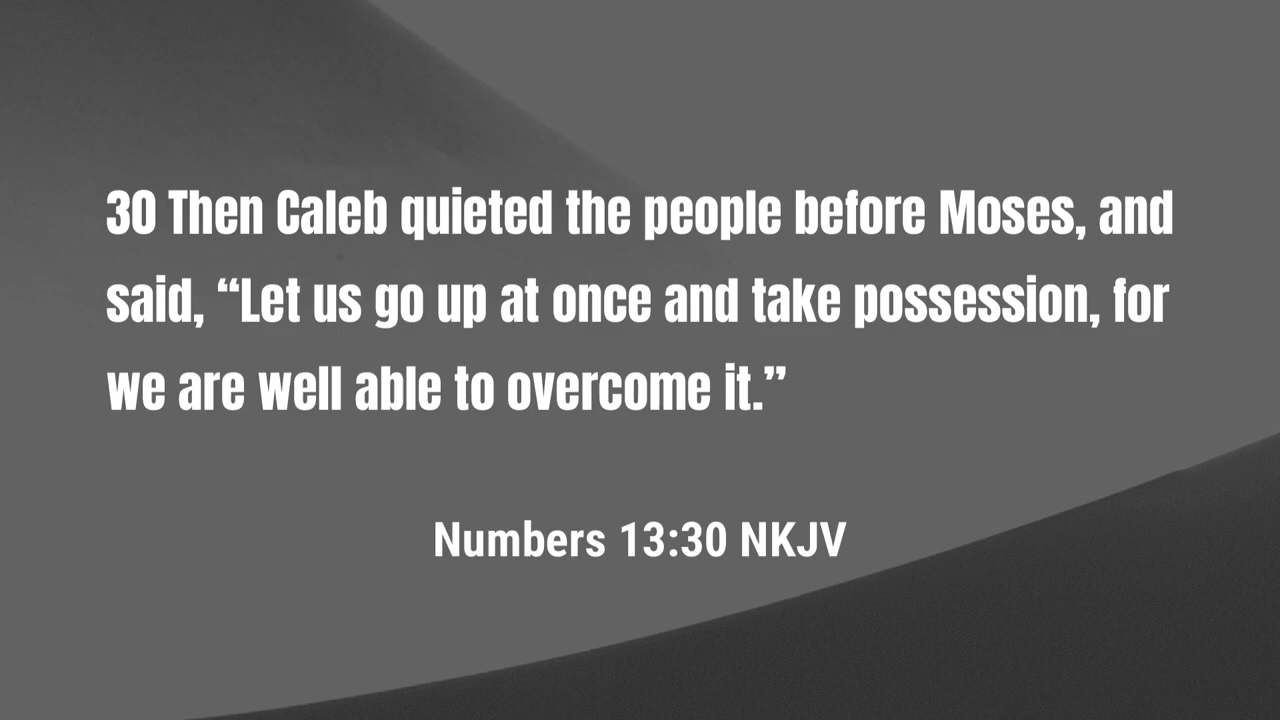 30 Then Caleb quieted the people before Moses, and
said, “Let us go up at once and take possession, for
we are well able to overcome it.”
Numbers 13:30 NKJV